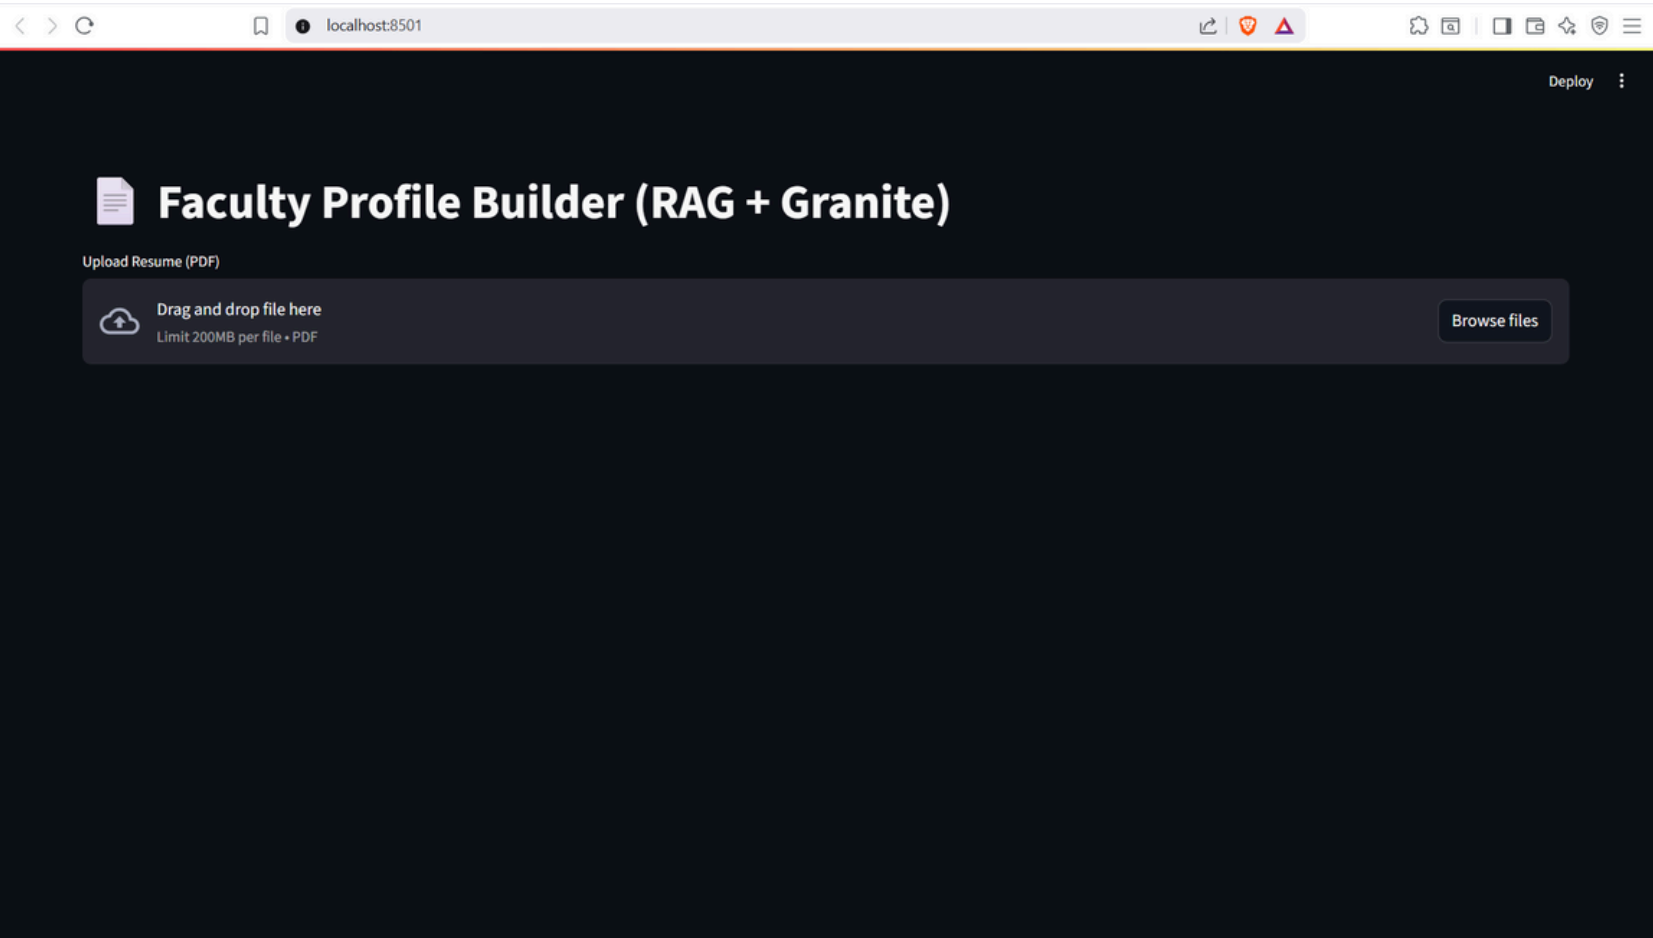 localhost:8501
Deploy
Faculty Profile Builder (RAG + Granite)
Upload Resume (PDF)
Drag and drop file here
Limit 200MB per file • PDF
Browse files